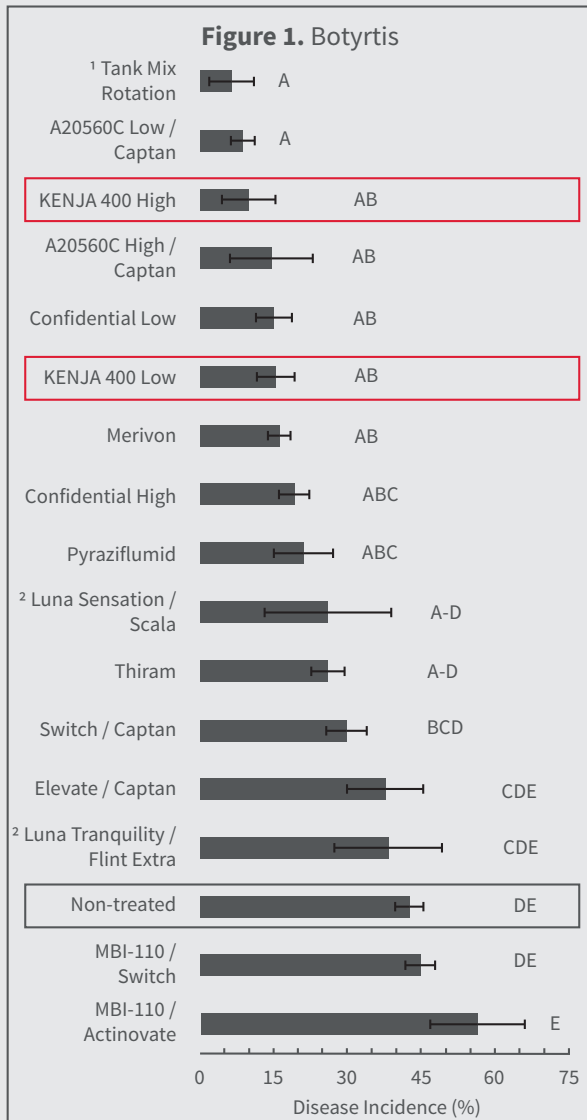 Figure 1. Botyrtis
¹ Tank Mix
Rotation
A
A20560C Low /
Captan
A
KENJA 400 High
AB
A20560C High /
Captan
AB
Confidential Low
AB
KENJA 400 Low
AB
Merivon
AB
Confidential High
ABC
Pyraziflumid
ABC
² Luna Sensation /
Scala
A-D
Thiram
A-D
Switch / Captan
BCD
Elevate / Captan
CDE
² Luna Tranquility /
Flint Extra
CDE
Non-treated
DE
MBI-110 /
Switch
DE
MBI-110 /
Actinovate
E
0 15 30 45 60 75
Disease Incidence (%)